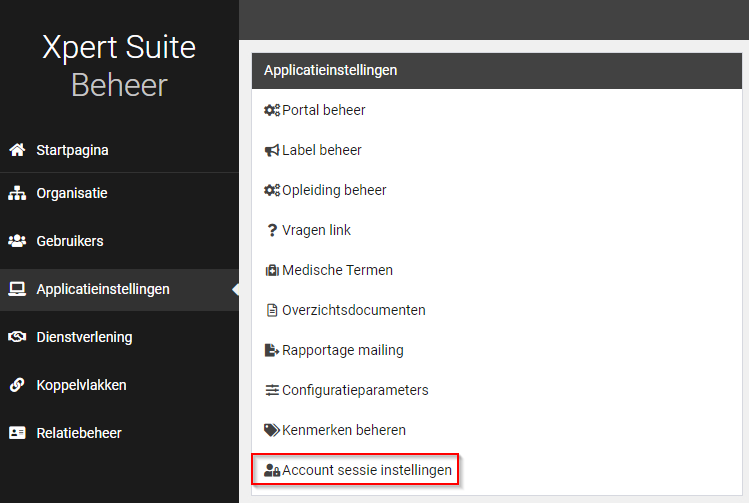 Xpert Suite
Beheer
Startpagina
Organisatie
Gebruikers
Applicatieinstellingen
Dienstverlening
Koppelvlakken
Relatiebeheer
Applicatieinstellingen
Portal beheer
Label beheer
Opleiding beheer
Vragen link
Medische Termen
Overzichtsdocumenten
Rapportage mailing
Configuratieparameters
Kenmerken beheren
Account sessie instellingen